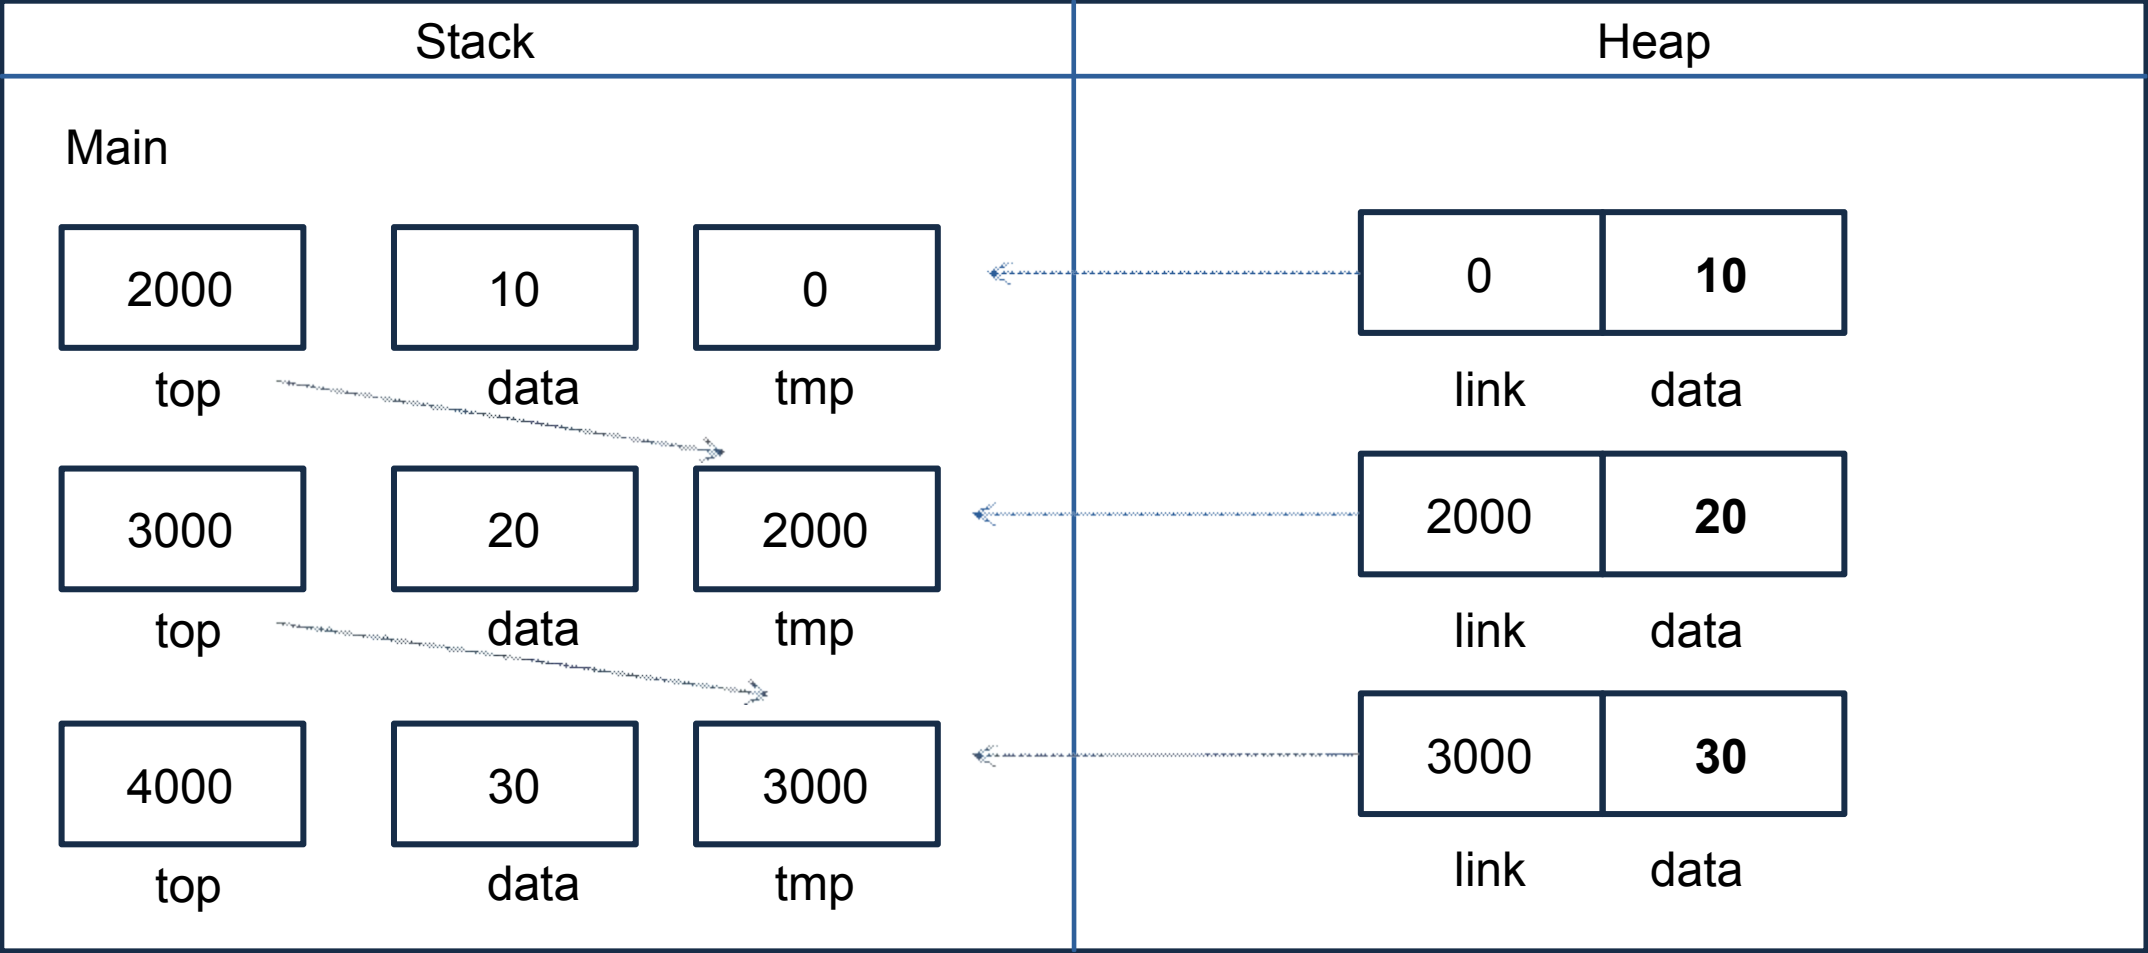 Stack Heap
Main
2000 10 0 0 10
top data tmp link data
3000 20 2000 2000 20
top data tmp link data
4000 30 3000 3000 30
top data tmp link data